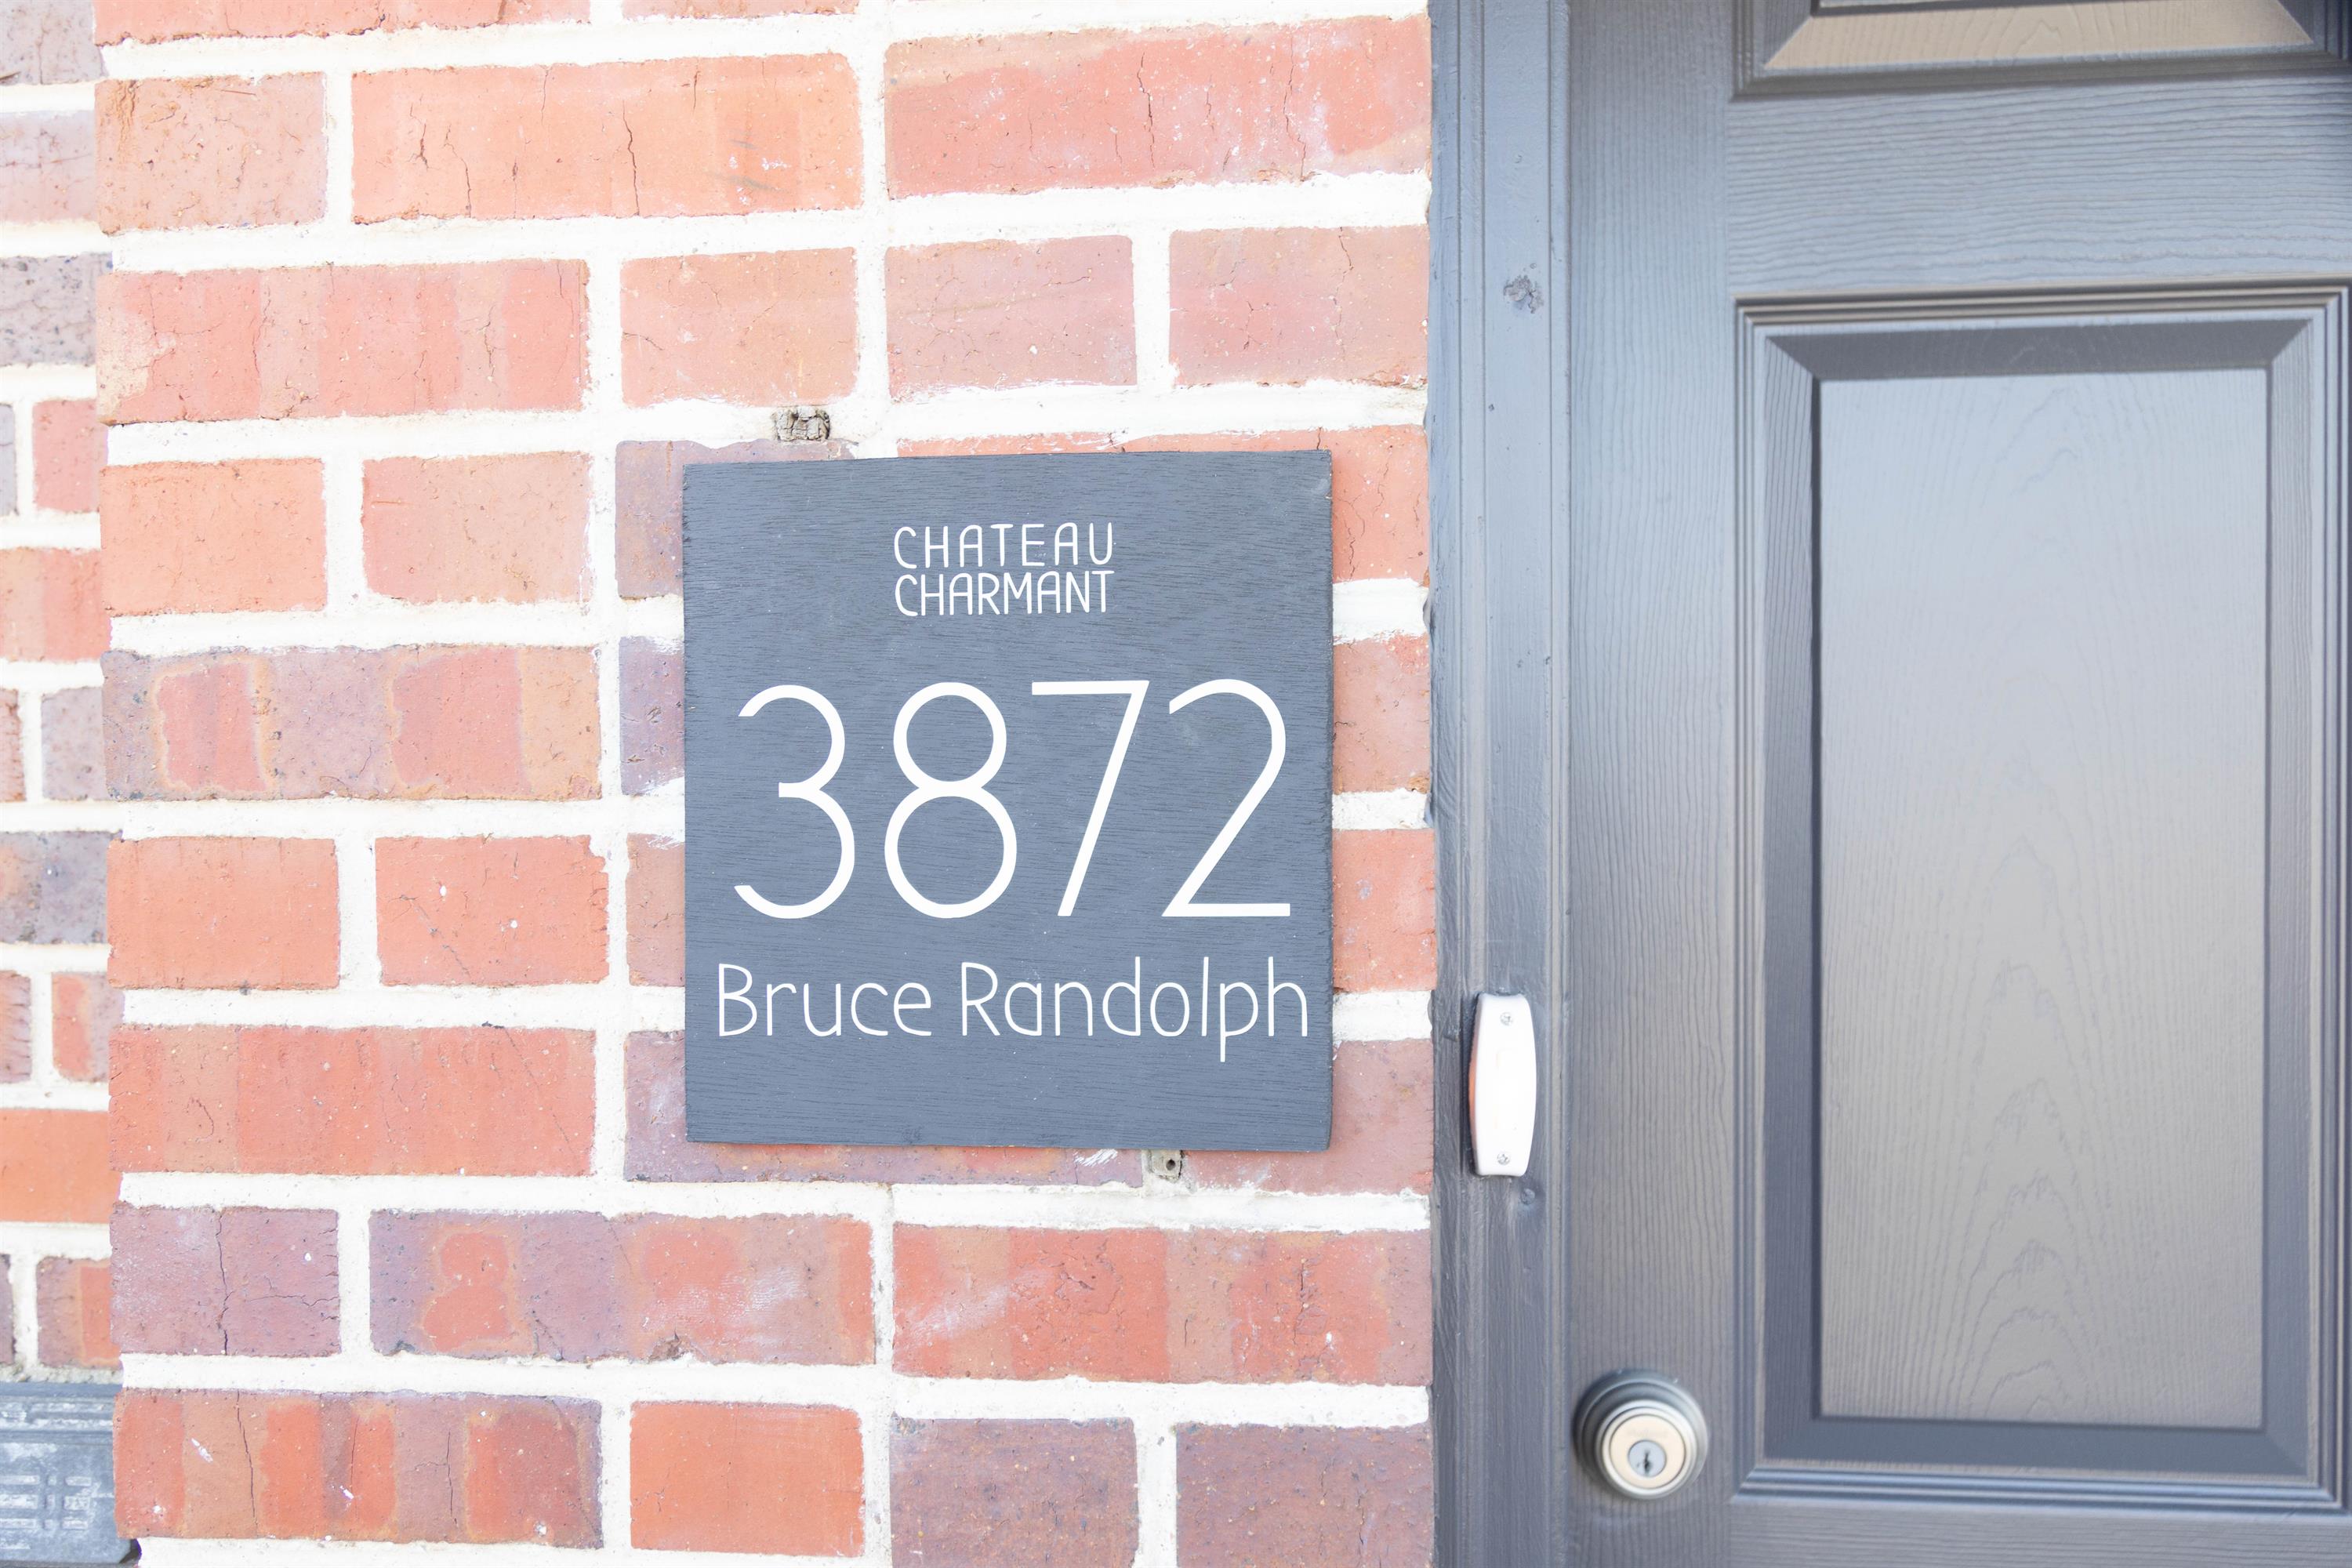 CHATEAU
CHARMANT
3872
Bruce Randolph